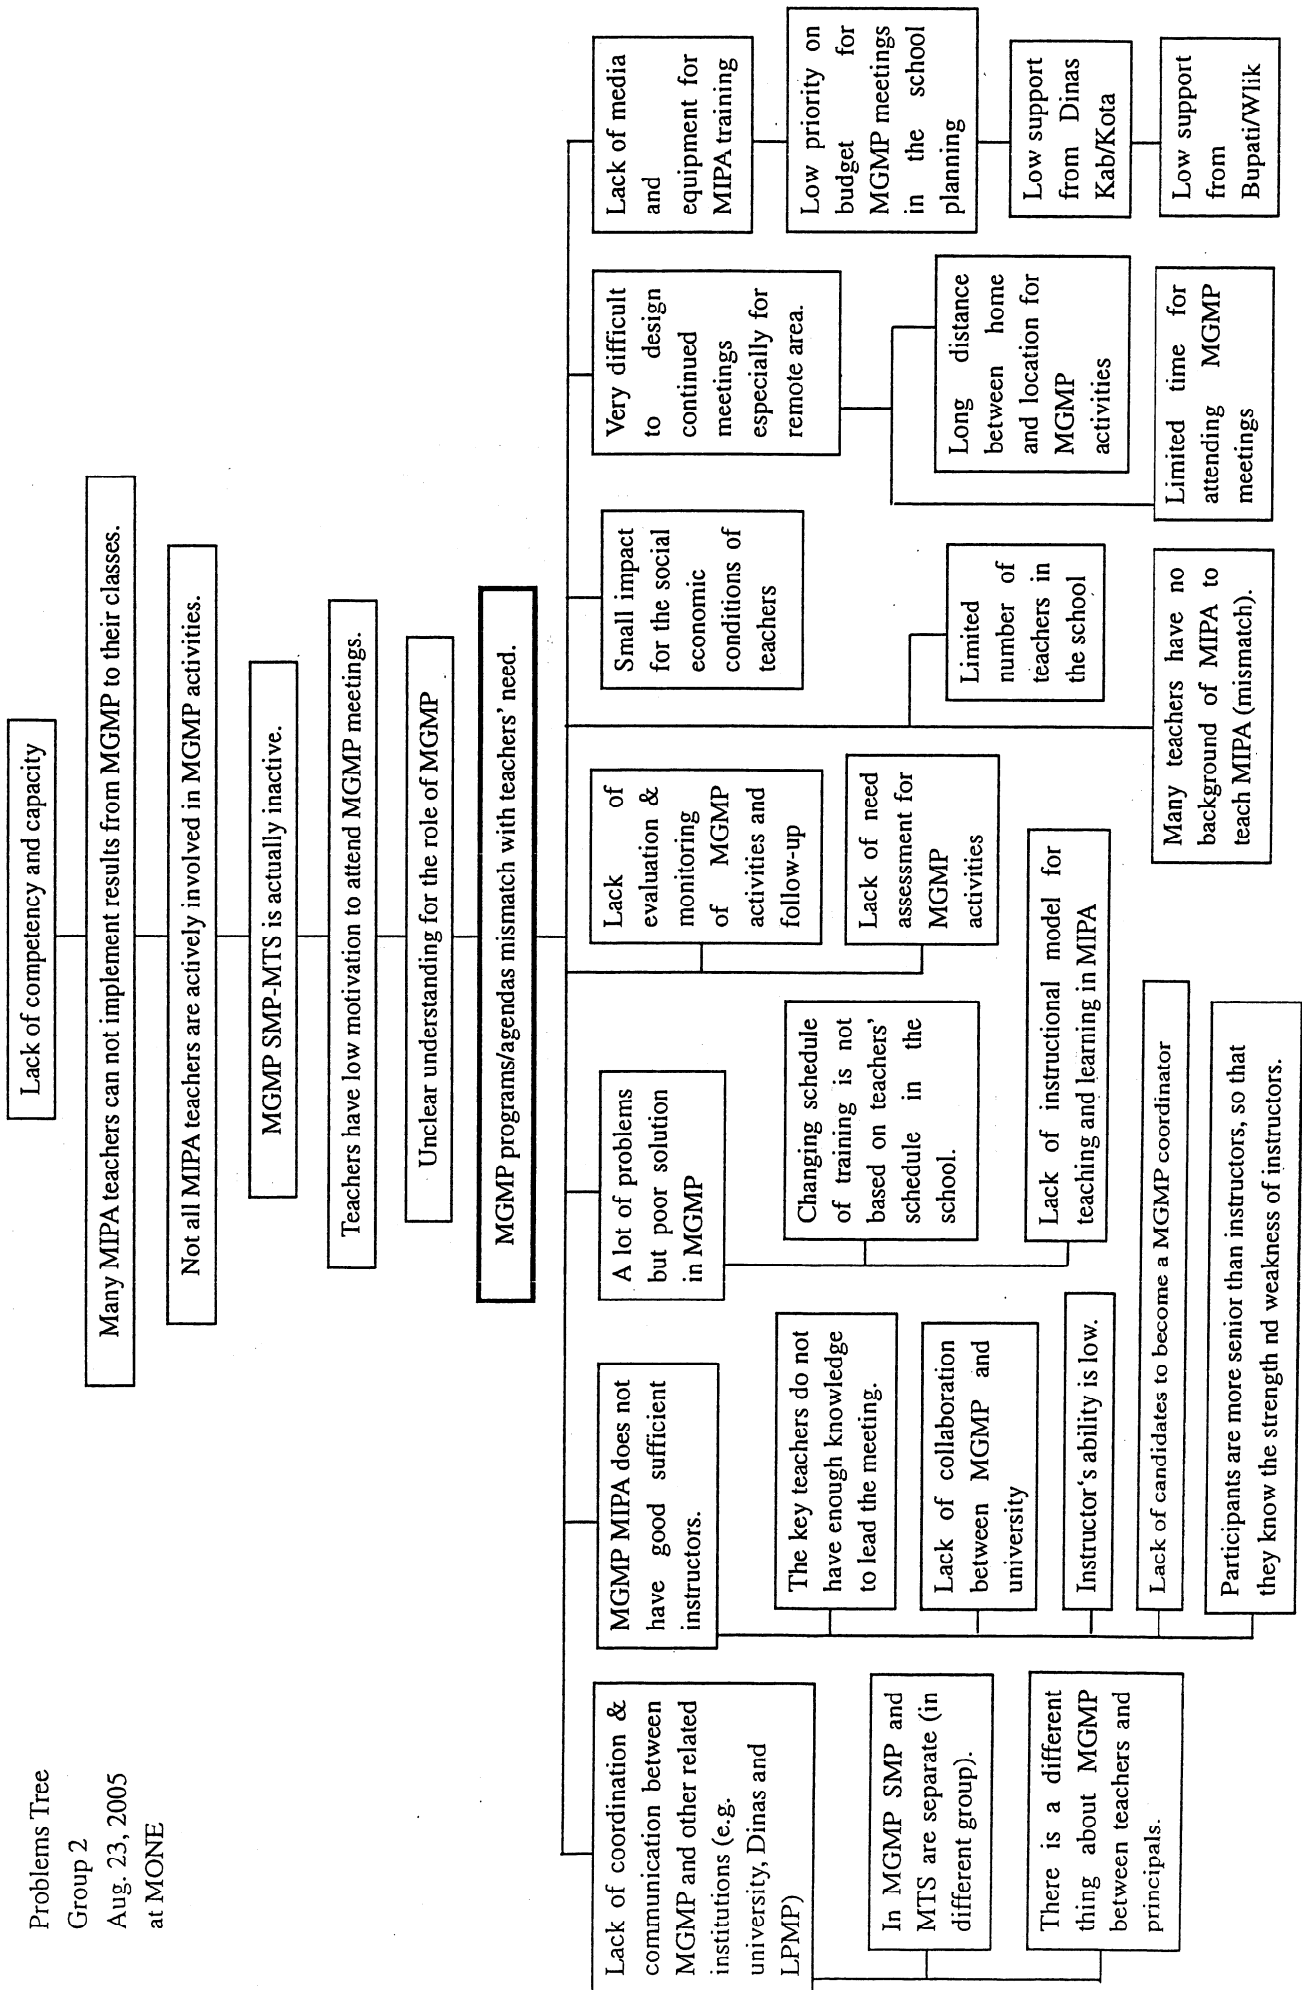 Problems Tree
Group 2
Aug. 23, 2005
at MONE
Lack of competency and capacity
Many MIPA teachers can not implement results from MGMP to their classes.
Not all MIPA teachers are actively involved in MGMP activities.
MGMP SMP-MTS is actually inactive.
Teachers have low motivation to attend MGMP meetings.
Unclear understanding for the role of MGMP
MGMP programs/agendas mismatch with teachers' need.
Lack of coordination &
communication between
MGMP and other related
institutions (e.g.
university, Dinas and
LPMP)
In MGMP SMP and
MTS are separate (in
different group).
There is a different
thing about MGMP
between teachers and
principals.
MGMP MIPA does not
have good sufficient
instructors.
The key teachers do not
have enough knowledge
to lead the meeting.
Lack of collaboration
between MGMP and
university
Instructor's ability is low.
Lack of candidates to become a MGMP coordinator
Participants are more senior than instructors, so that
they know the strength nd weakness of instructors.
A lot of problems
but poor solution
in MGMP
Changing schedule
of training is not
based on teachers'
schedule in the
school.
Lack of instructional model for
teaching and learning in MIPA
Lack of
evaluation &
monitoring
of MGMP
activities and
follow-up
Lack of need
assessment for
MGMP
activities
Small impact
for the social
economic
conditions of
teachers
Limited
number of
teachers in
the school
Many teachers have no
background of MIPA to
teach MIPA (mismatch).
Very difficult
to design
continued
meetings
especially for
remote area.
Long distance
between home
and location for
MGMP
activities
Limited time for
attending MGMP
meetings
Lack of media
and
equipment for
MIPA training
Low priority on
budget for
MGMP meetings
in the school
planning
Low support
from Dinas
Kab/Kota
Low support
from
Bupati/Wlik